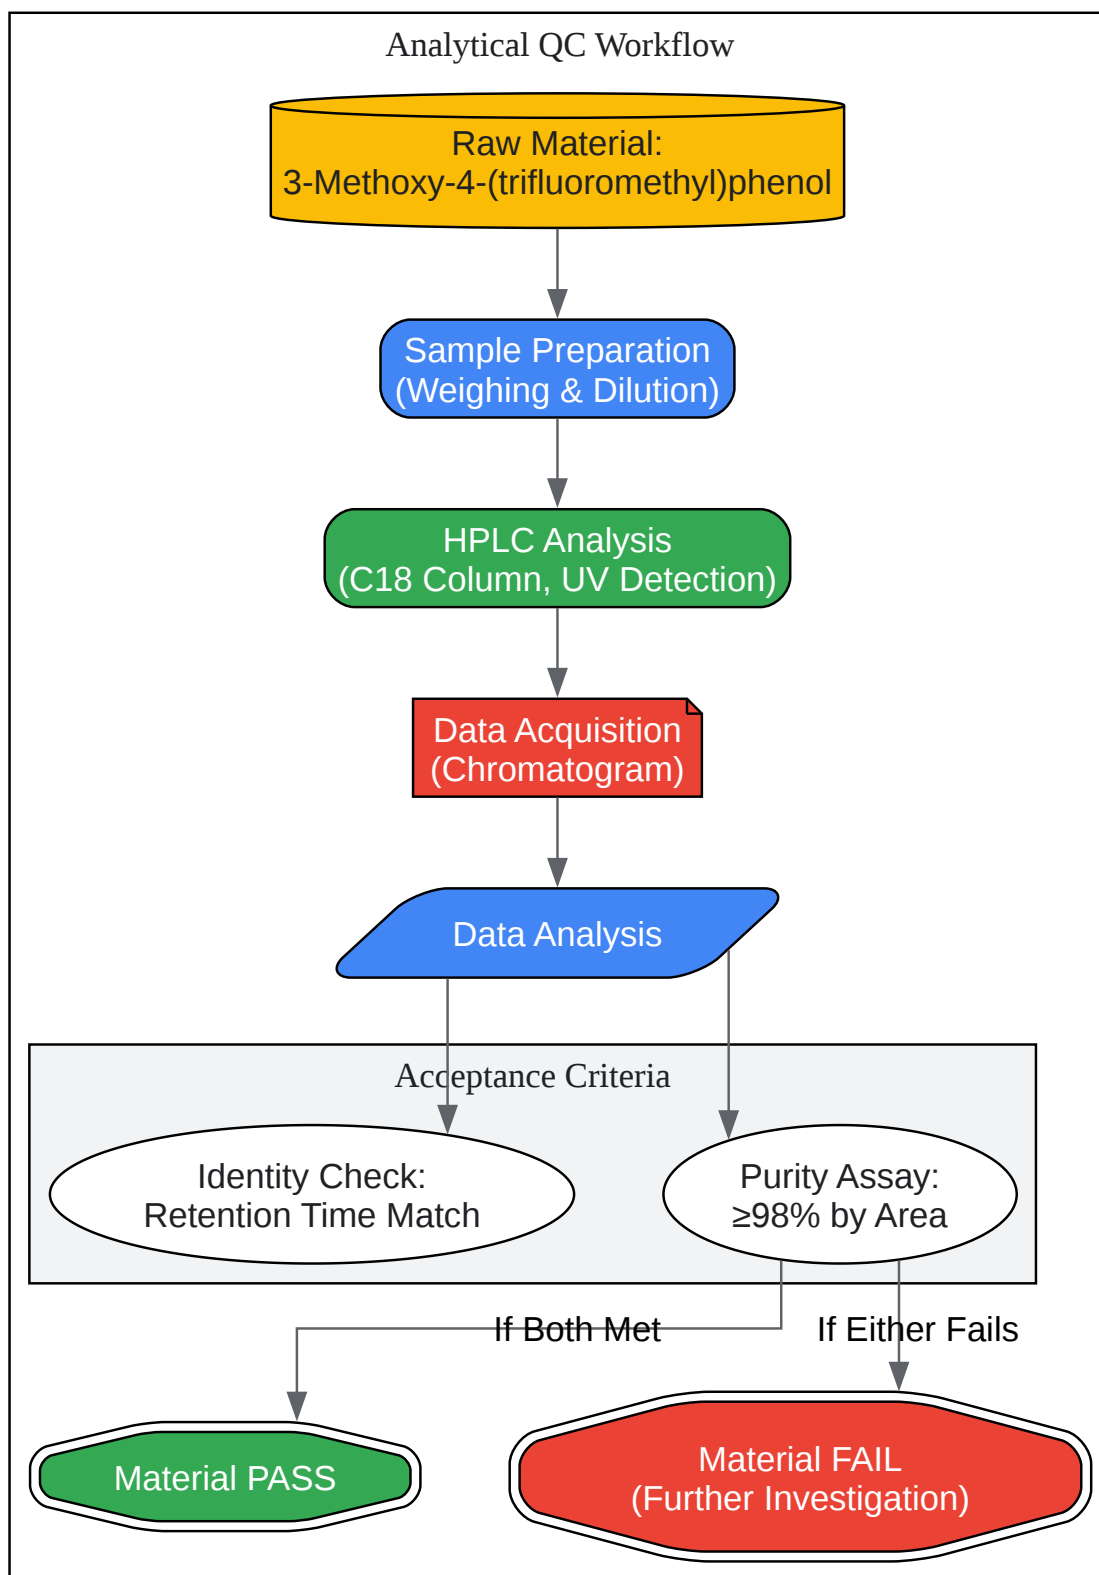 Analytical QC Workflow
Raw Material:
3-Methoxy-4-(trifluoromethyl)phenol
Sample Preparation
(Weighing & Dilution)
HPLC Analysis
(C18 Column, UV Detection)
Data Acquisition
(Chromatogram)
Data Analysis
Acceptance Criteria
Identity Check:
Retention Time Match
Purity Assay:
≥98% by Area
If Both Met
If Either Fails
Material PASS
Material FAIL
(Further Investigation)